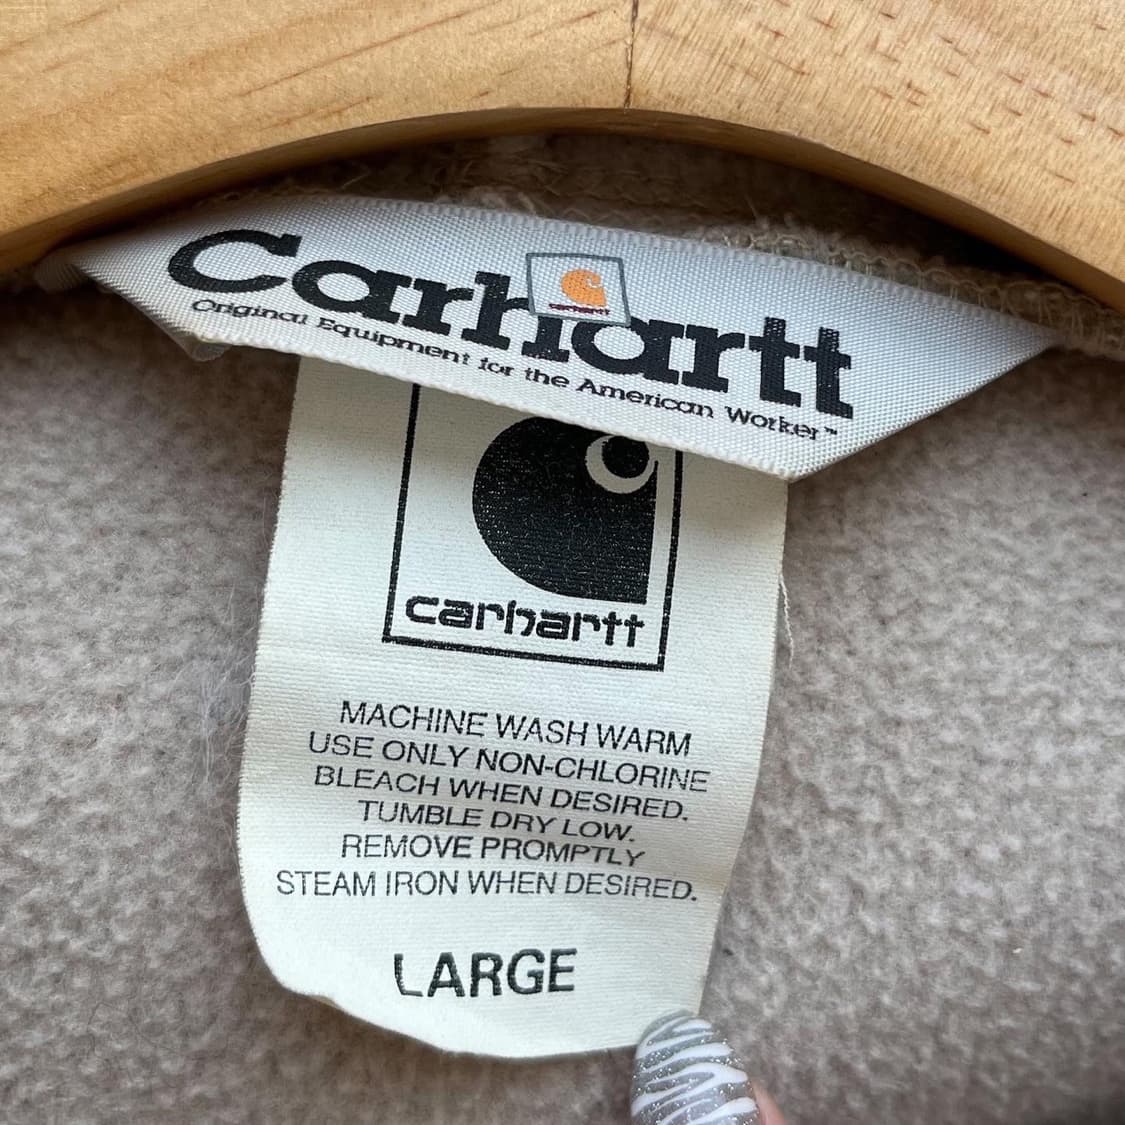 Carhartt
carhartt
Original Equipment for the American Worker™
carhartt
MACHINE WASH WARM
USE ONLY NON-CHLORINE
BLEACH WHEN DESIRED.
TUMBLE DRY LOW.
REMOVE PROMPTLY
STEAM IRON WHEN DESIRED.
LARGE